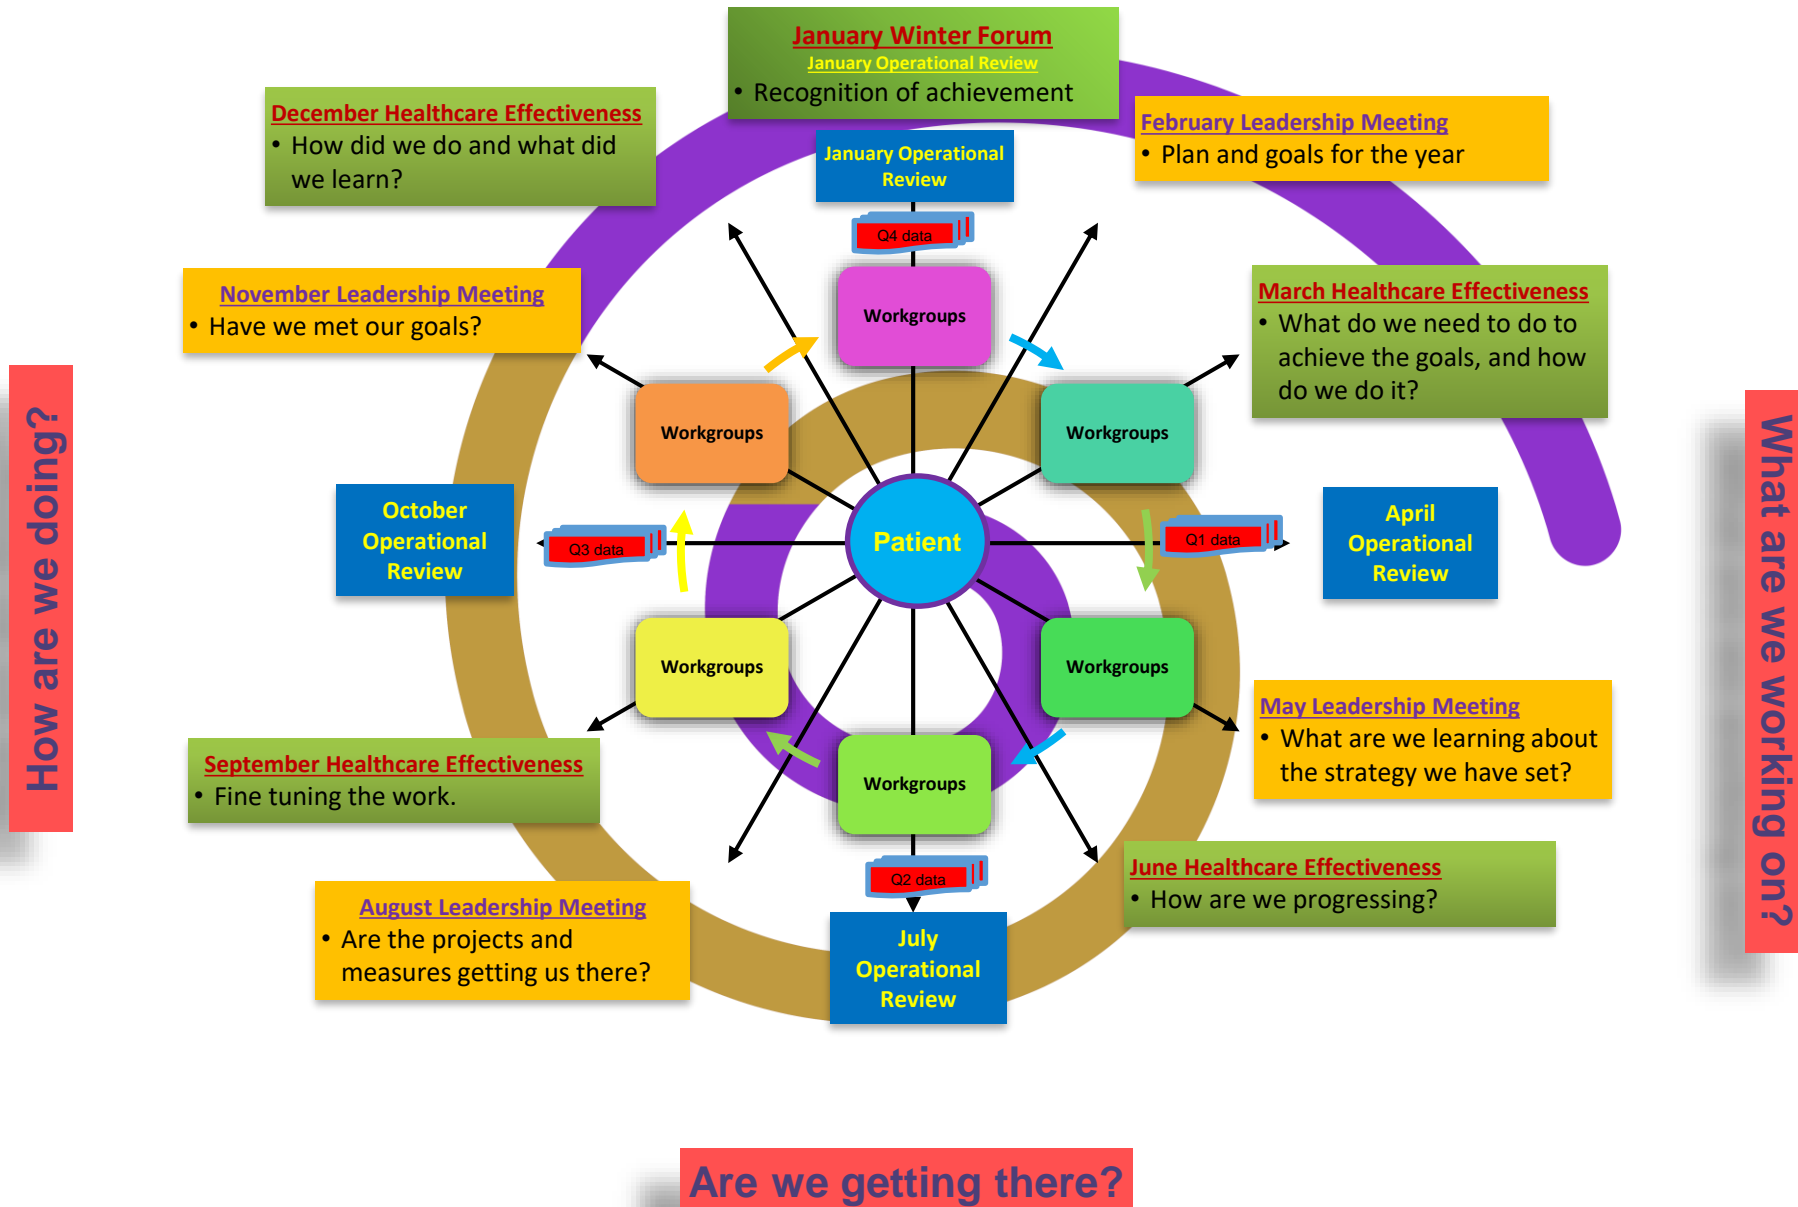 January Winter Forum
January Operational Review
• Recognition of achievement
December Healthcare Effectiveness
• How did we do and what did
we learn?
February Leadership Meeting
• Plan and goals for the year
January Operational
Review
Q4 data
November Leadership Meeting
• Have we met our goals?
March Healthcare Effectiveness
• What do we need to do to
achieve the goals, and how
do we do it?
Workgroups
Workgroups
Workgroups
How are we doing?
What are we working on?
October
Operational
Review
Q3 data
Patient
Q1 data
April
Operational
Review
Workgroups
Workgroups
May Leadership Meeting
• What are we learning about
the strategy we have set?
September Healthcare Effectiveness
• Fine tuning the work.
Workgroups
Q2 data
June Healthcare Effectiveness
• How are we progressing?
August Leadership Meeting
• Are the projects and
measures getting us there?
July
Operational
Review
Are we getting there?